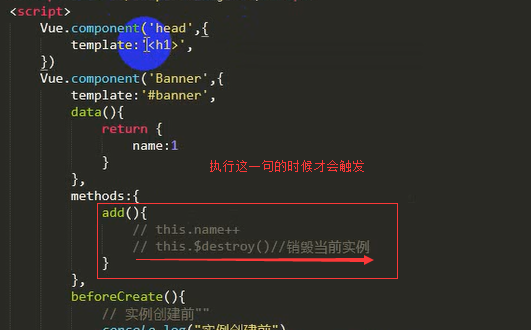 <script>
Vue.component('head',{
template:'<h1>',
})
Vue.component('Banner',{
template:'#banner',
data(){
return {
name:1
}
执行这一句的时候才会触发
},
methods:{
add(){
// this.name++
// this.$destroy()//销毁当前实例
}
},
beforeCreate(){
// 实例创建前""
console.log("实例创建前")